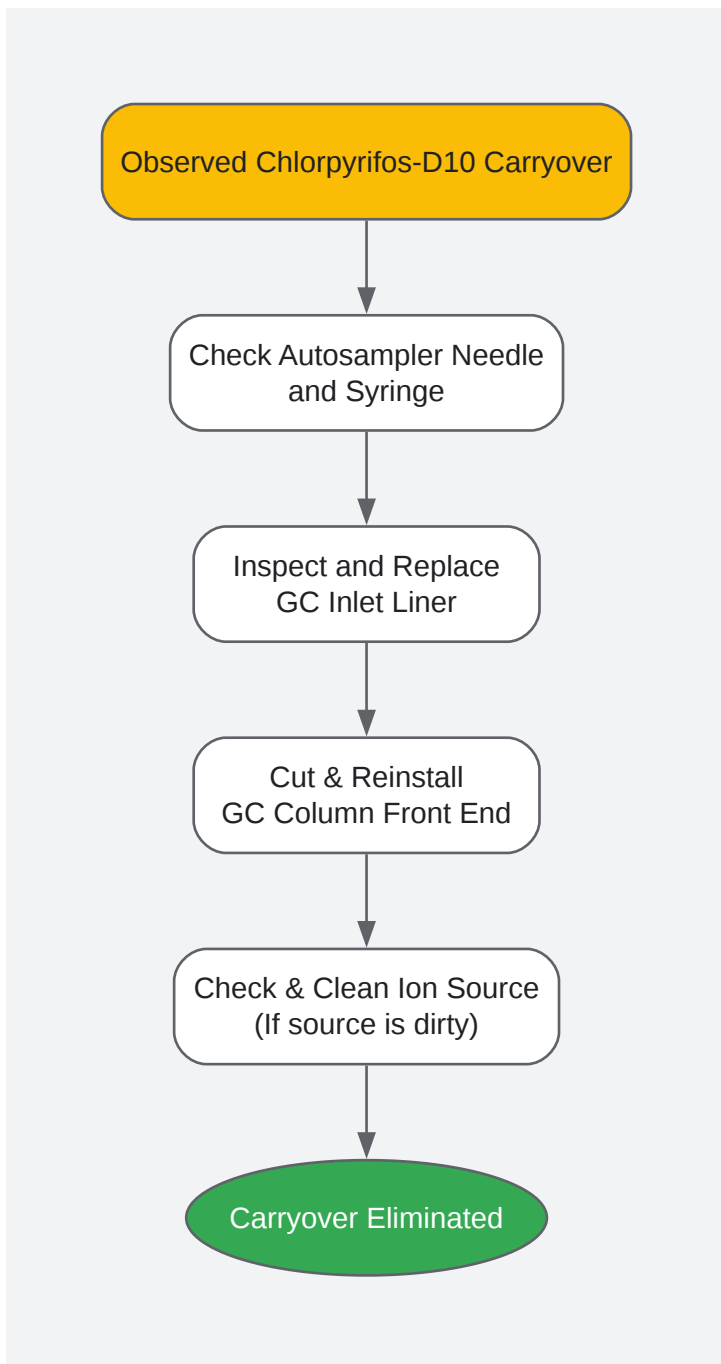 Observed Chlorpyrifos-D10 Carryover
Check Autosampler Needle
and Syringe
Inspect and Replace
GC Inlet Liner
Cut & Reinstall
GC Column Front End
Check & Clean Ion Source
(If source is dirty)
Carryover Eliminated